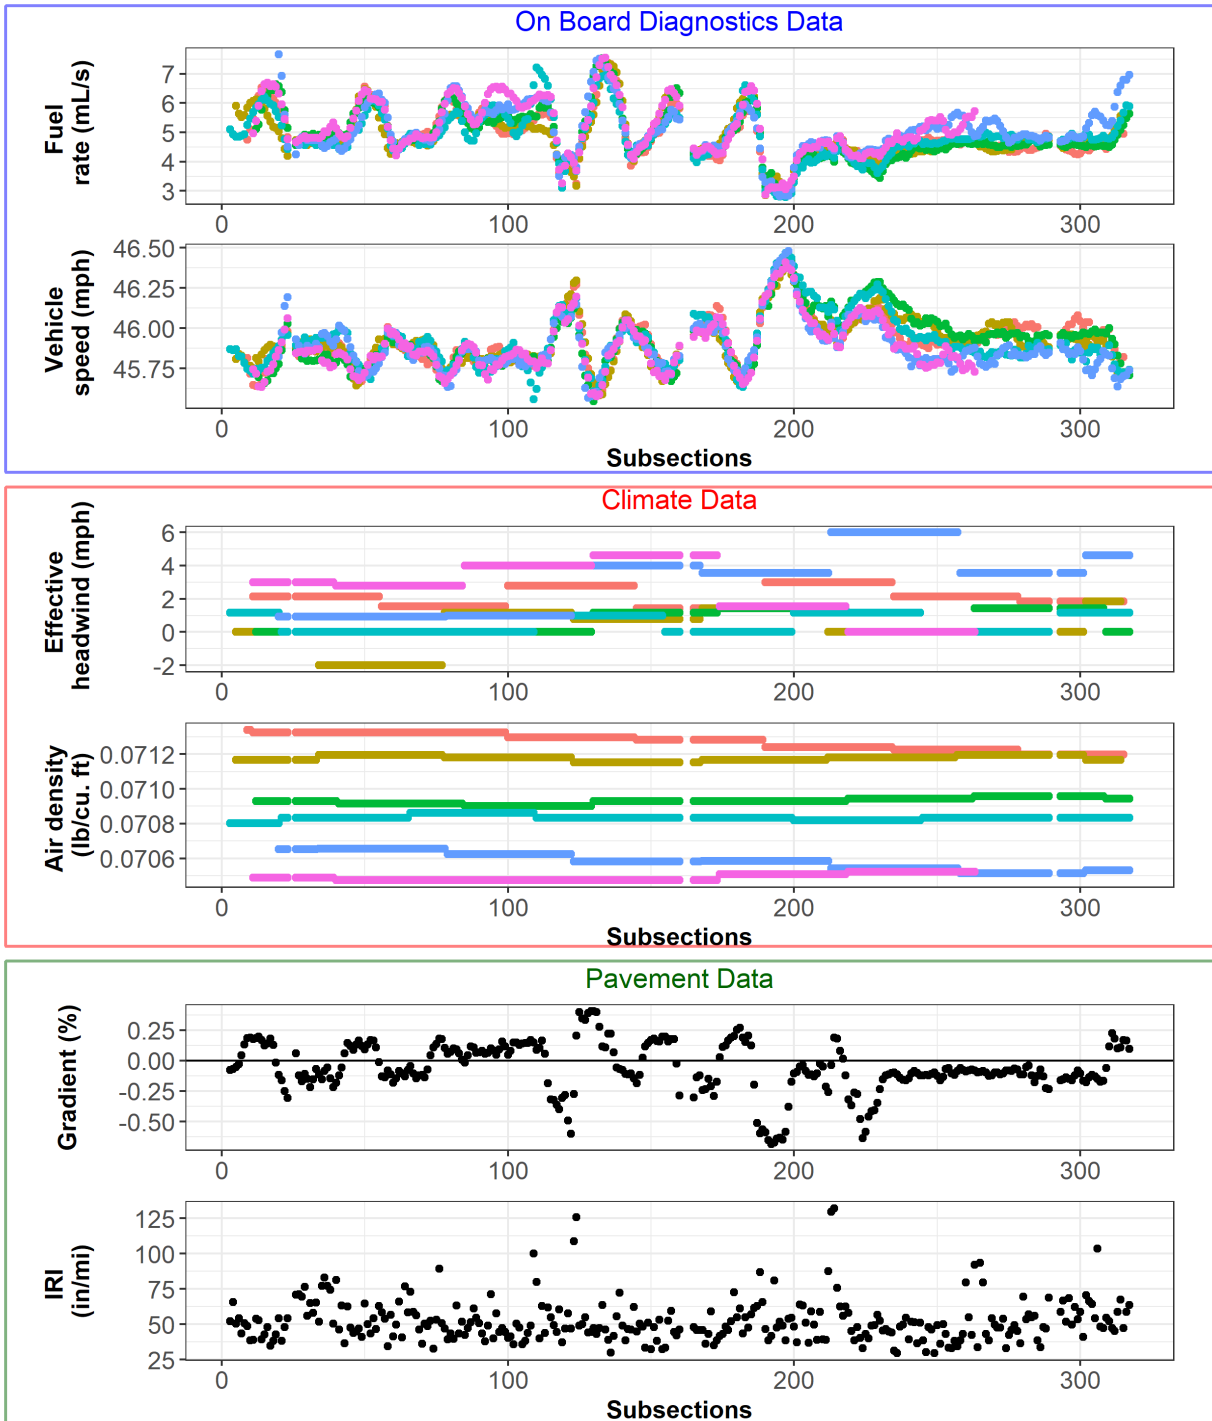 On Board Diagnostics Data
Fuel
rate (mL/s)
7
6
5
4
3
0 100 200 300
Vehicle
speed (mph)
46.50
46.25
46.00
45.75
0 100 200 300
Subsections
Climate Data
Effective
headwind (mph)
6
4
2
0
-2
0 100 200 300
Air density
(lb/cu. ft)
0.0712
0.0710
0.0708
0.0706
0 100 200 300
Subsections
Pavement Data
Gradient (%)
0.25
0.00
-0.25
-0.50
0 100 200 300
IRI
(in/mi)
125
100
75
50
25
0 100 200 300
Subsections